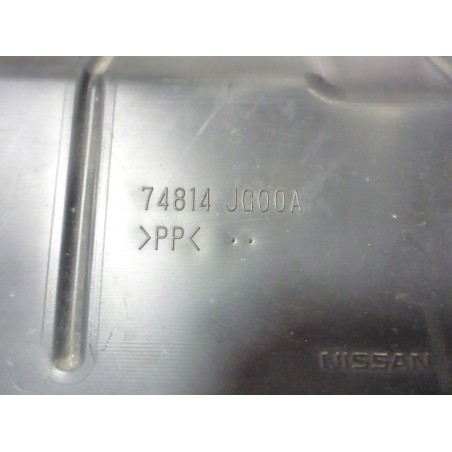 74814 JG00A
>PP< ..
NISSAN